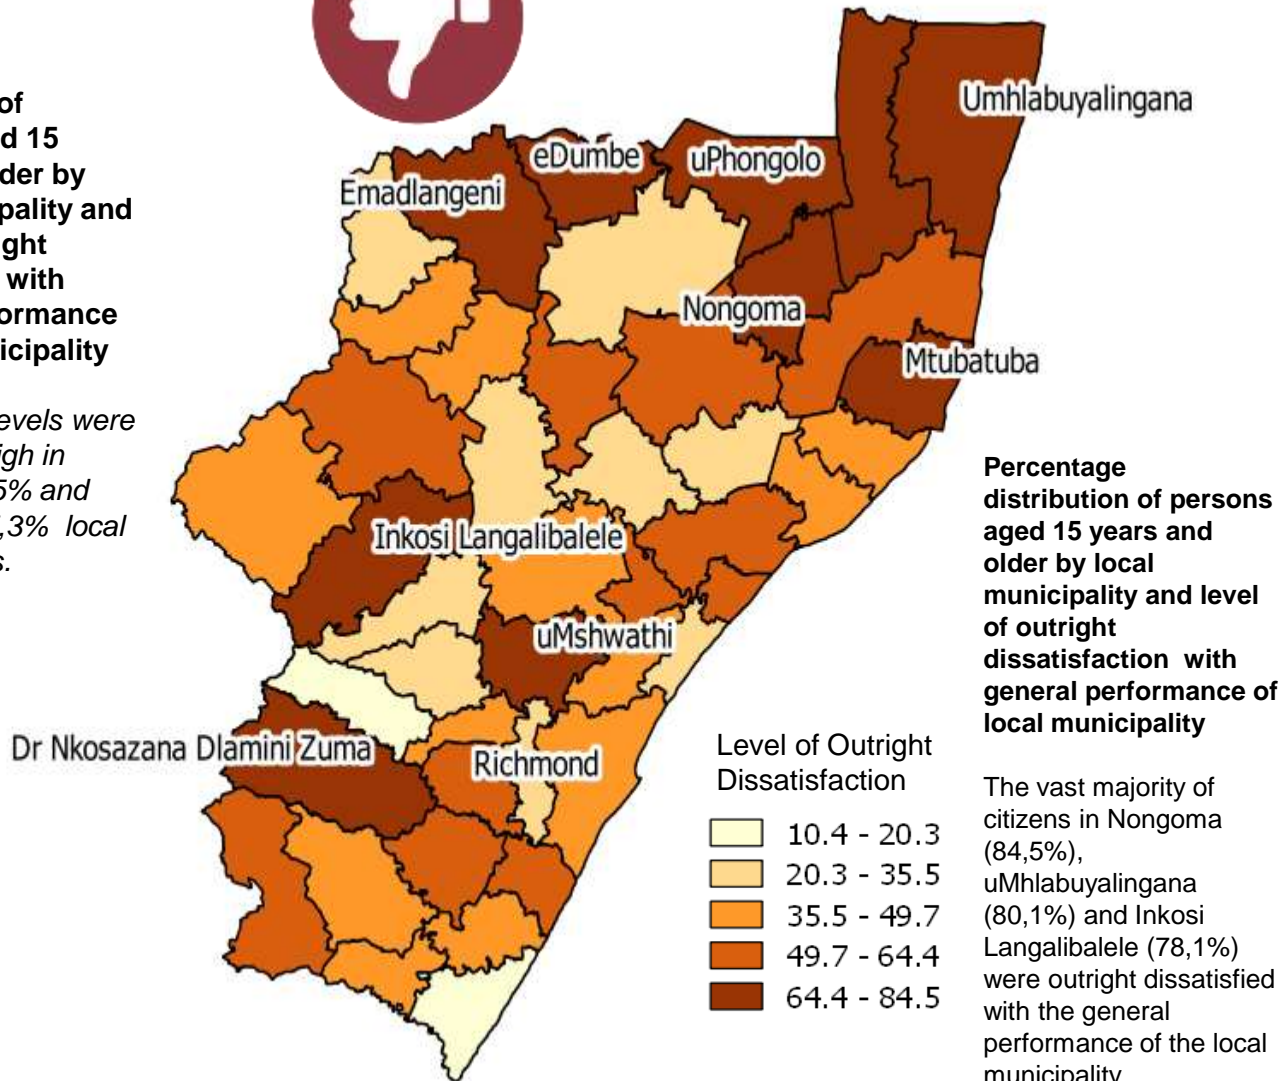 of
d 15
der by
pality and
ght
with
ormance
nicipality
evels were
igh in
5% and
,3% local
s.
Umhlabuyalingana
eDumbe
uPhongolo
Emadlangeni
Nongoma
Mtubatuba
Inkosi Langalibalele
uMshwathi
Dr Nkosazana Dlamini Zuma
Richmond
Level of Outright
Dissatisfaction
10.4 - 20.3
20.3 - 35.5
35.5 - 49.7
49.7 - 64.4
64.4 - 84.5
Percentage
distribution of persons
aged 15 years and
older by local
municipality and level
of outright
dissatisfaction with
general performance of
local municipality
The vast majority of
citizens in Nongoma
(84,5%),
uMhlabuyalingana
(80,1%) and Inkosi
Langalibalele (78,1%)
were outright dissatisfied
with the general
performance of the local
municipality